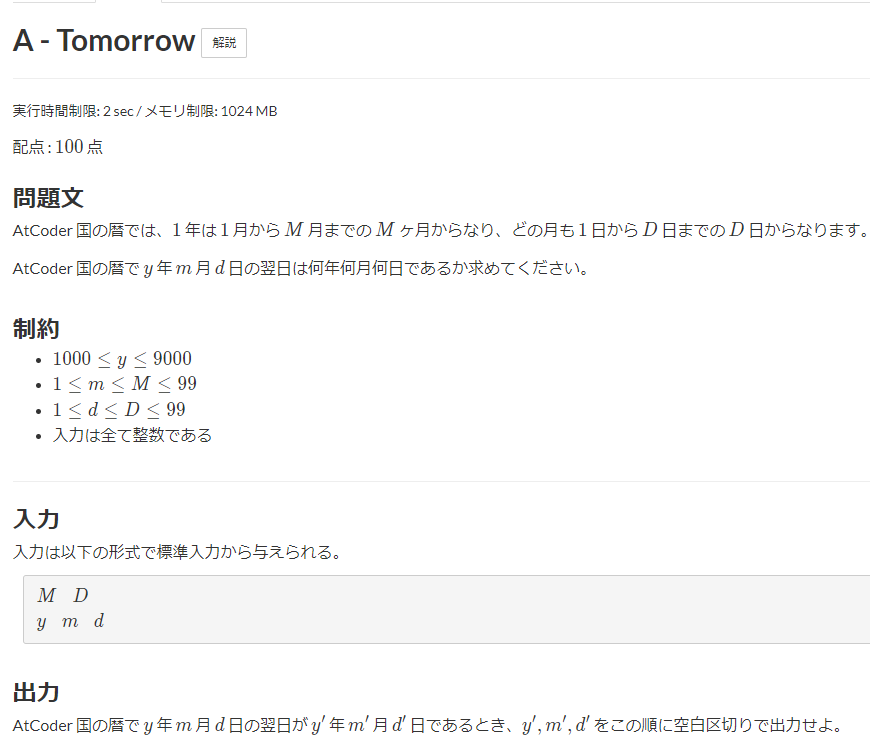 A - Tomorrow 解説
実行時間制限: 2 sec / メモリ制限: 1024 MB
配点 : 100 点
問題文
AtCoder 国の暦では、1 年は 1 月から M 月までの M ヶ月からなり、どの月も 1 日から D 日までの D 日からなります。
AtCoder 国の暦で y 年 m 月 d 日の翌日は何年何月何日であるか求めてください。
制約
• 1000 ≤ y ≤ 9000
• 1 ≤ m ≤ M ≤ 99
• 1 ≤ d ≤ D ≤ 99
• 入力は全て整数である
入力
入力は以下の形式で標準入力から与えられる。
M D
y m d
出力
AtCoder 国の暦で y 年 m 月 d 日の翌日が y′ 年 m′ 月 d′ 日であるとき、y′, m′, d′ をこの順に空白区切りで出力せよ。